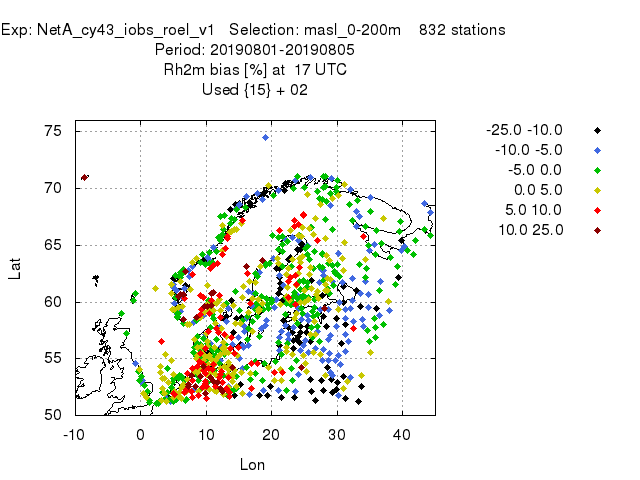 Exp: NetA_cy43_iobs_roel_v1   Selection: masl_0-200m    832 stations
Period: 20190801-20190805
Rh2m bias [%] at  17 UTC
Used {15} + 02
75
70
65
60
55
50
Lat
-10 0 10 20 30 40
Lon
-25.0 -10.0
-10.0 -5.0
-5.0 0.0
0.0 5.0
5.0 10.0
10.0 25.0